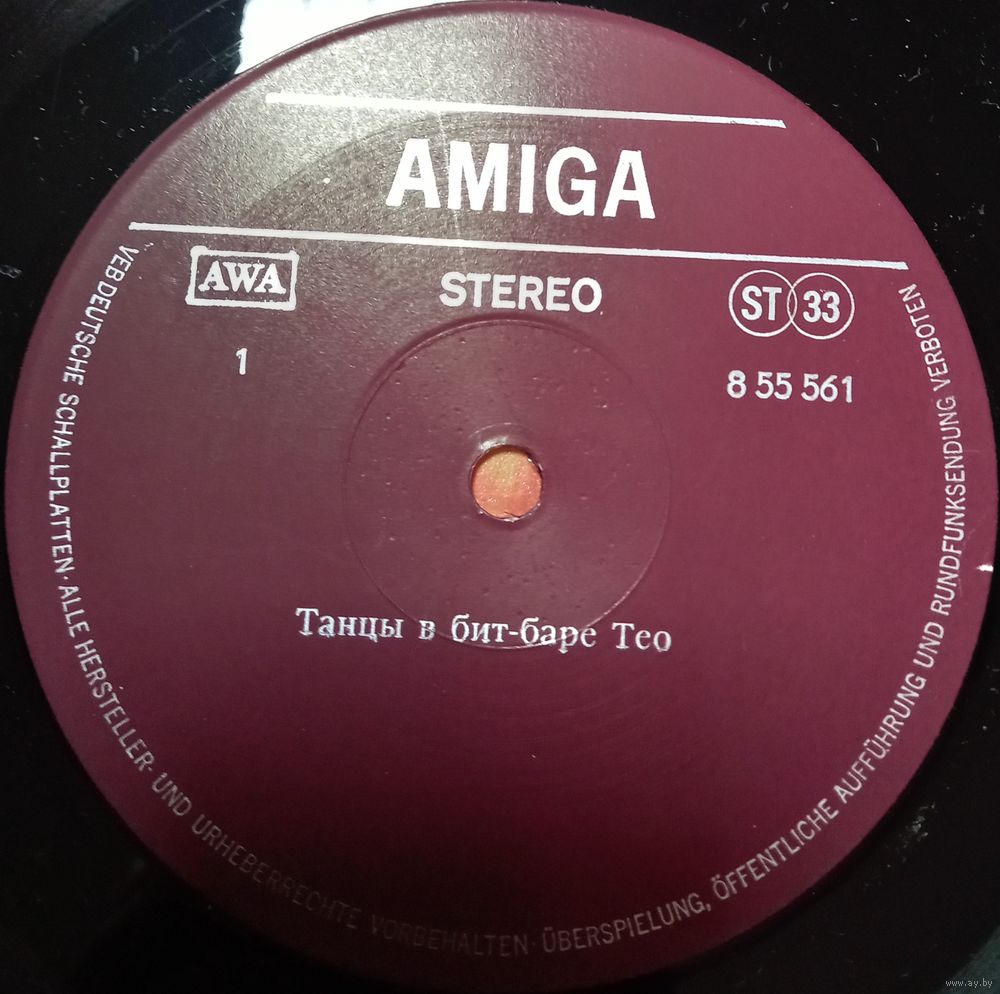 AMIGA
AWA
STEREO
ST 33
1
8 55 561
Танцы в бит-баре Тео
VEB DEUTSCHE SCHALLPLATTEN · ALLE HERSTELLER- UND URHEBERRECHTE VORBEHALTEN · ÜBERSPIELUNG, ÖFFENTLICHE AUFFÜHRUNG UND RUNDFUNKSENDUNG VERBOTEN
www.ay.by